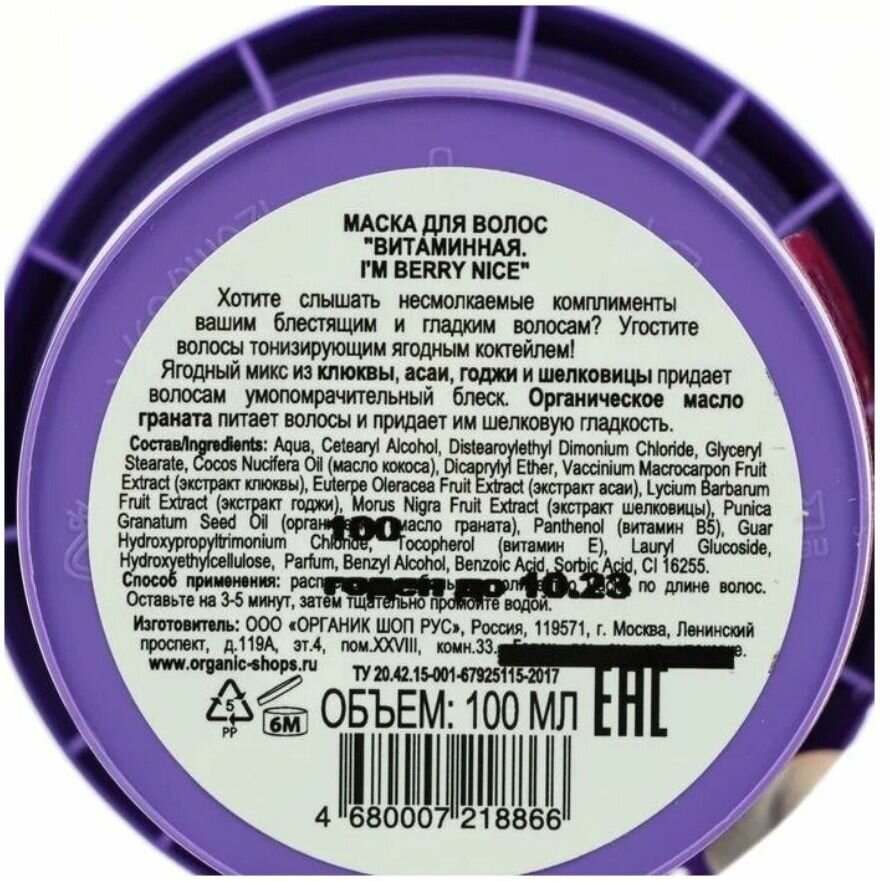 МАСКА ДЛЯ ВОЛОС
"ВИТАМИННАЯ.
I'M BERRY NICE"
Хотите слышать несмолкаемые комплименты
вашим блестящим и гладким волосам? Угостите
волосы тонизирующим ягодным коктейлем!
Ягодный микс из клюквы, асаи, годжи и шелковицы придает
волосам умопомрачительный блеск. Органическое масло
граната питает волосы и придает им шелковую гладкость.
Состав/Ingredients: Aqua, Cetearyl Alcohol, Distearoylethyl Dimonium Chloride, Glyceryl
Stearate, Cocos Nucifera Oil (масло кокоса), Dicaprylyl Ether, Vaccinium Macrocarpon Fruit
Extract (экстракт клюквы), Euterpe Oleracea Fruit Extract (экстракт асаи), Lycium Barbarum
Fruit Extract (экстракт годжи), Morus Nigra Fruit Extract (экстракт шелковицы), Punica
Granatum Seed Oil масло граната), Panthenol (витамин B5), Guar
100
Hydroxypropyltrimonium Chloride, Tocopherol (витамин E), Lauryl Glucoside,
Hydroxyethylcellulose, Parfum, Benzyl Alcohol, Benzoic Acid, Sorbic Acid, CI 16255.
Способ применения: по длине волос.
годен до 10.23
Оставьте на 3-5 минут, затем тщательно промойте водой.
Изготовитель: ООО «ОРГАНИК ШОП РУС», Россия, 119571, г. Москва, Ленинский
проспект, д.119А, эт.4, пом.XXVIII, комн.33.
www.organic-shops.ru
ТУ 20.42.15-001-67925115-2017
5
PP
6M
ОБЪЕМ: 100 МЛ
EAC
4 680007 218866